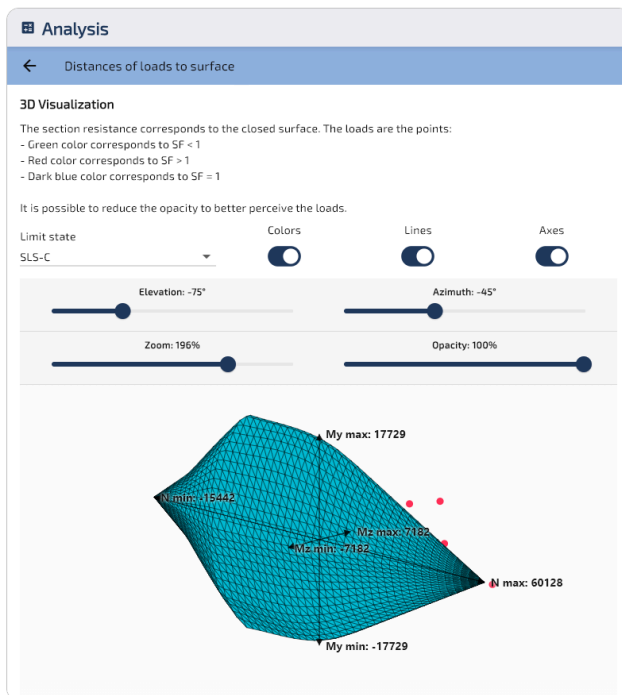 Analysis
Distances of loads to surface
3D Visualization
The section resistance corresponds to the closed surface. The loads are the points:
- Green color corresponds to SF < 1
- Red color corresponds to SF > 1
- Dark blue color corresponds to SF = 1
It is possible to reduce the opacity to better perceive the loads.
Limit state
Colors
Lines
Axes
SLS-C
Elevation: -75°
Azimuth: -45°
Zoom: 196%
Opacity: 100%
My max: 17729
N min: -15442
Mz max: 7182
Mz min: -7182
N max: 60128
My min: -17729